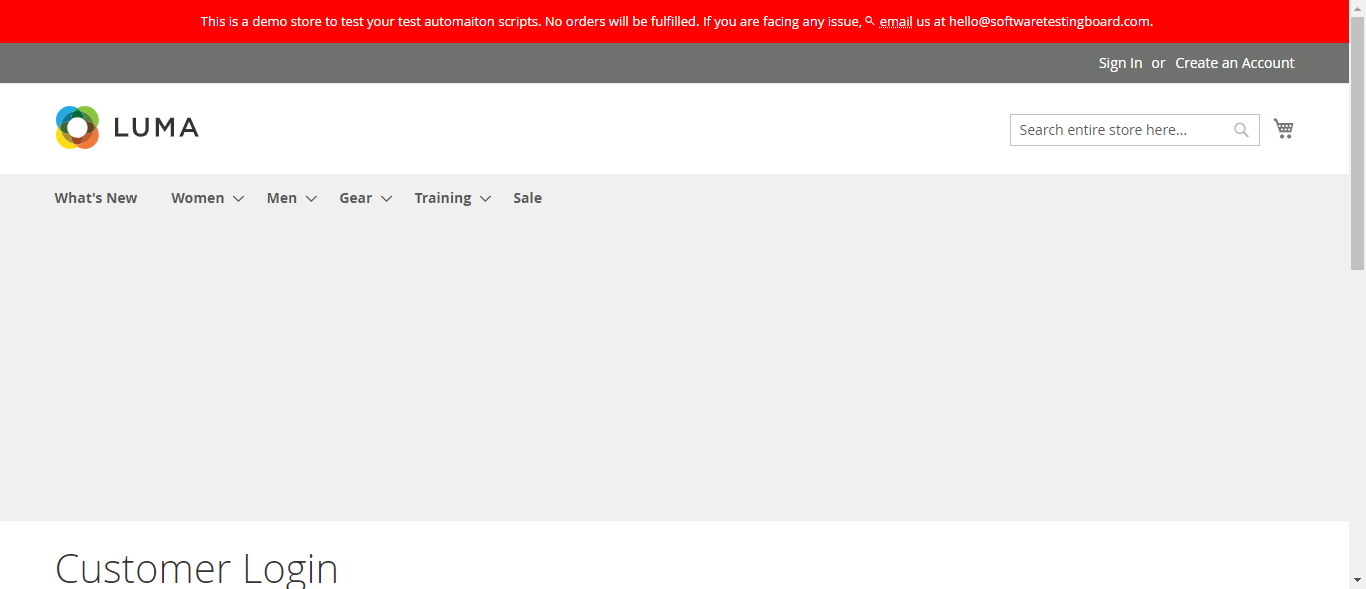 This is a demo store to test your test automaiton scripts. No orders will be fulfilled. If you are facing any issue, email us at hello@softwaretestingboard.com.
Sign In or Create an Account
LUMA
Search entire store here...
What's New Women Men Gear Training Sale
Customer Login